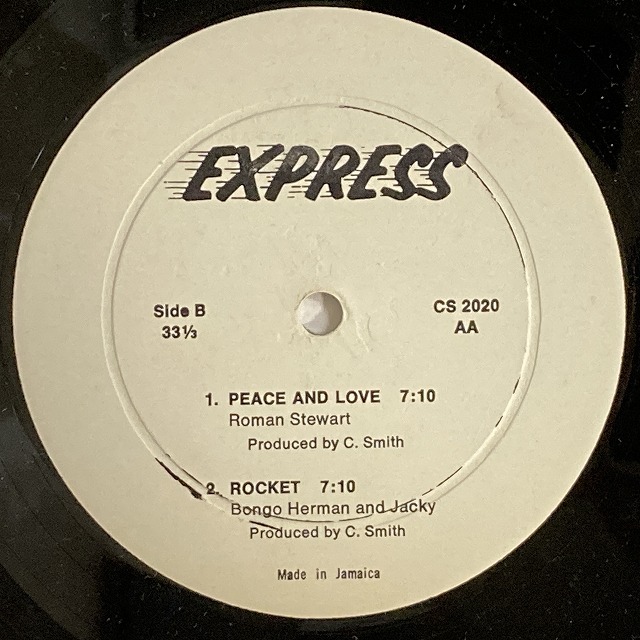 EXPRESS
Side B
33⅓
CS 2020
AA
1. PEACE AND LOVE 7:10
Roman Stewart
Produced by C. Smith
2. ROCKET 7:10
Bongo Herman and Jacky
Produced by C. Smith
Made in Jamaica